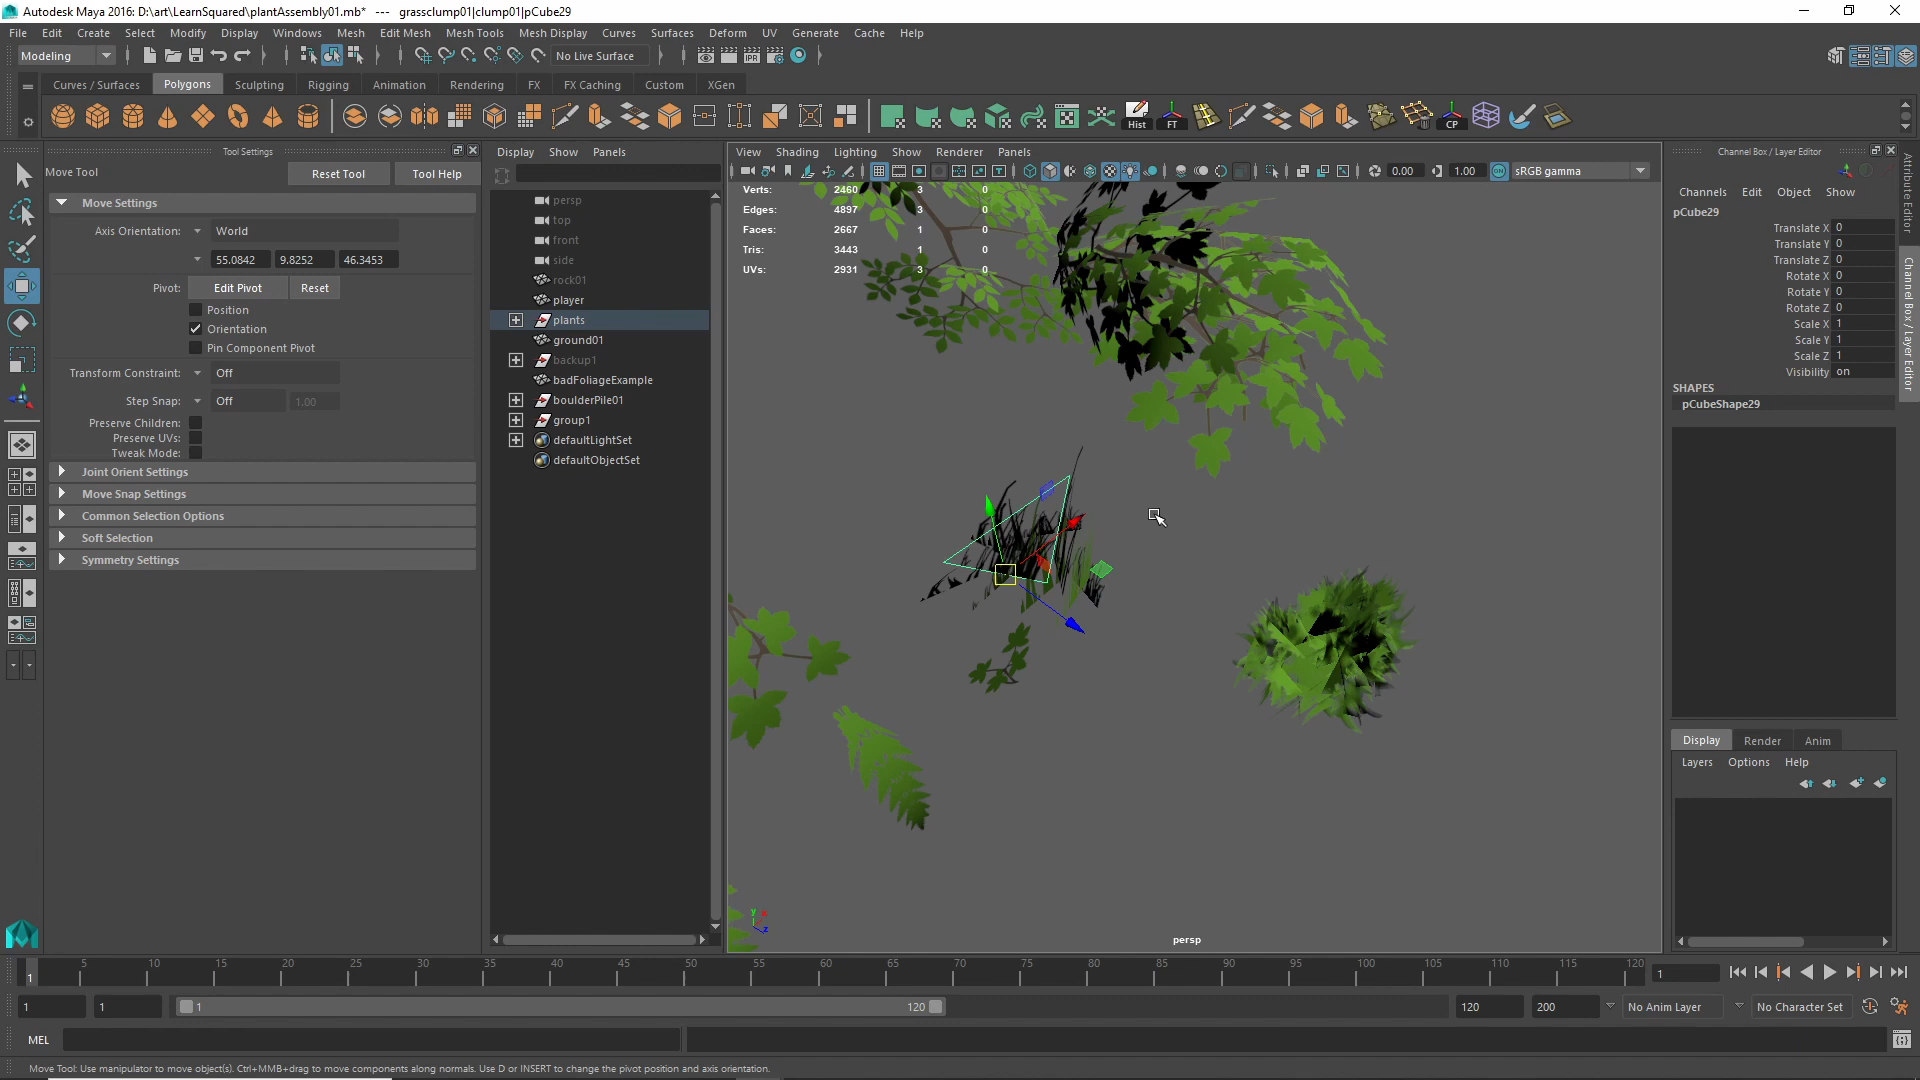 Autodesk Maya 2016: D:\art\LearnSquared\plantAssembly01.mb*   ---   grassclump01|clump01|pCube29
File Edit Create Select Modify Display Windows Mesh Edit Mesh Mesh Tools Mesh Display Curves Surfaces Deform UV Generate Cache Help
Modeling No Live Surface IPR
Curves / Surfaces Polygons Sculpting Rigging Animation Rendering FX FX Caching Custom XGen
Hist FT CP
Tool Settings
Move Tool Reset Tool Tool Help
Move Settings
Axis Orientation: World
55.0842 9.8252 46.3453
Pivot: Edit Pivot Reset
Position
Orientation
Pin Component Pivot
Transform Constraint: Off
Step Snap: Off 1.00
Preserve Children:
Preserve UVs:
Tweak Mode:
Joint Orient Settings
Move Snap Settings
Common Selection Options
Soft Selection
Symmetry Settings
Display Show Panels
persp
top
front
side
rock01
player
plants
ground01
backup1
badFoliageExample
boulderPile01
group1
defaultLightSet
defaultObjectSet
View Shading Lighting Show Renderer Panels
0.00 1.00 ON sRGB gamma
Verts: 2460 3 0
Edges: 4897 3 0
Faces: 2667 1 0
Tris: 3443 1 0
UVs: 2931 3 0
y x z
persp
Channel Box / Layer Editor
Channels Edit Object Show
pCube29
Translate X 0
Translate Y 0
Translate Z 0
Rotate X 0
Rotate Y 0
Rotate Z 0
Scale X 1
Scale Y 1
Scale Z 1
Visibility on
SHAPES
pCubeShape29
Display Render Anim
Layers Options Help
Attribute Editor
Channel Box / Layer Editor
1 5 10 15 20 25 30 35 40 45 50 55 60 65 70 75 80 85 90 95 100 105 110 115 120 1
1 1 1 120 120 200 No Anim Layer No Character Set
MEL
Move Tool: Use manipulator to move object(s). Ctrl+MMB+drag to move components along normals. Use D or INSERT to change the pivot position and axis orientation.